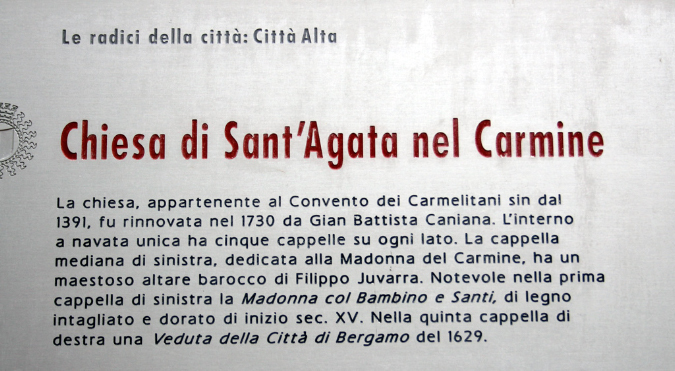 Le radici della città: Città Alta
Chiesa di Sant'Agata nel Carmine
La chiesa, appartenente al Convento dei Carmelitani sin dal
1391, fu rinnovata nel 1730 da Gian Battista Caniana. L'interno
a navata unica ha cinque cappelle su ogni lato. La cappella
mediana di sinistra, dedicata alla Madonna del Carmine, ha un
maestoso altare barocco di Filippo Juvarra. Notevole nella prima
cappella di sinistra la Madonna col Bambino e Santi, di legno
intagliato e dorato di inizio sec. XV. Nella quinta cappella di
destra una Veduta della Città di Bergamo del 1629.